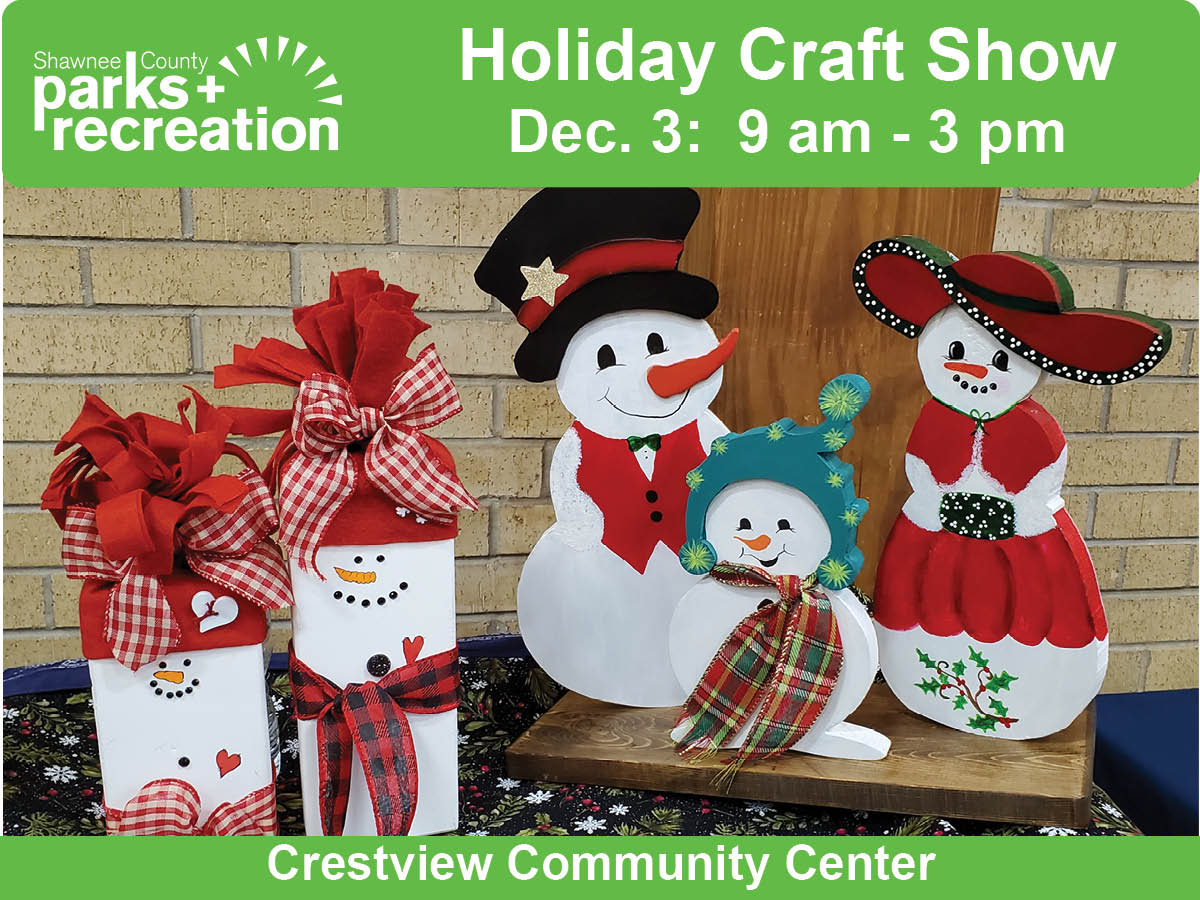 Shawnee County
parks+
recreation
Holiday Craft Show
Dec. 3:  9 am - 3 pm
Crestview Community Center